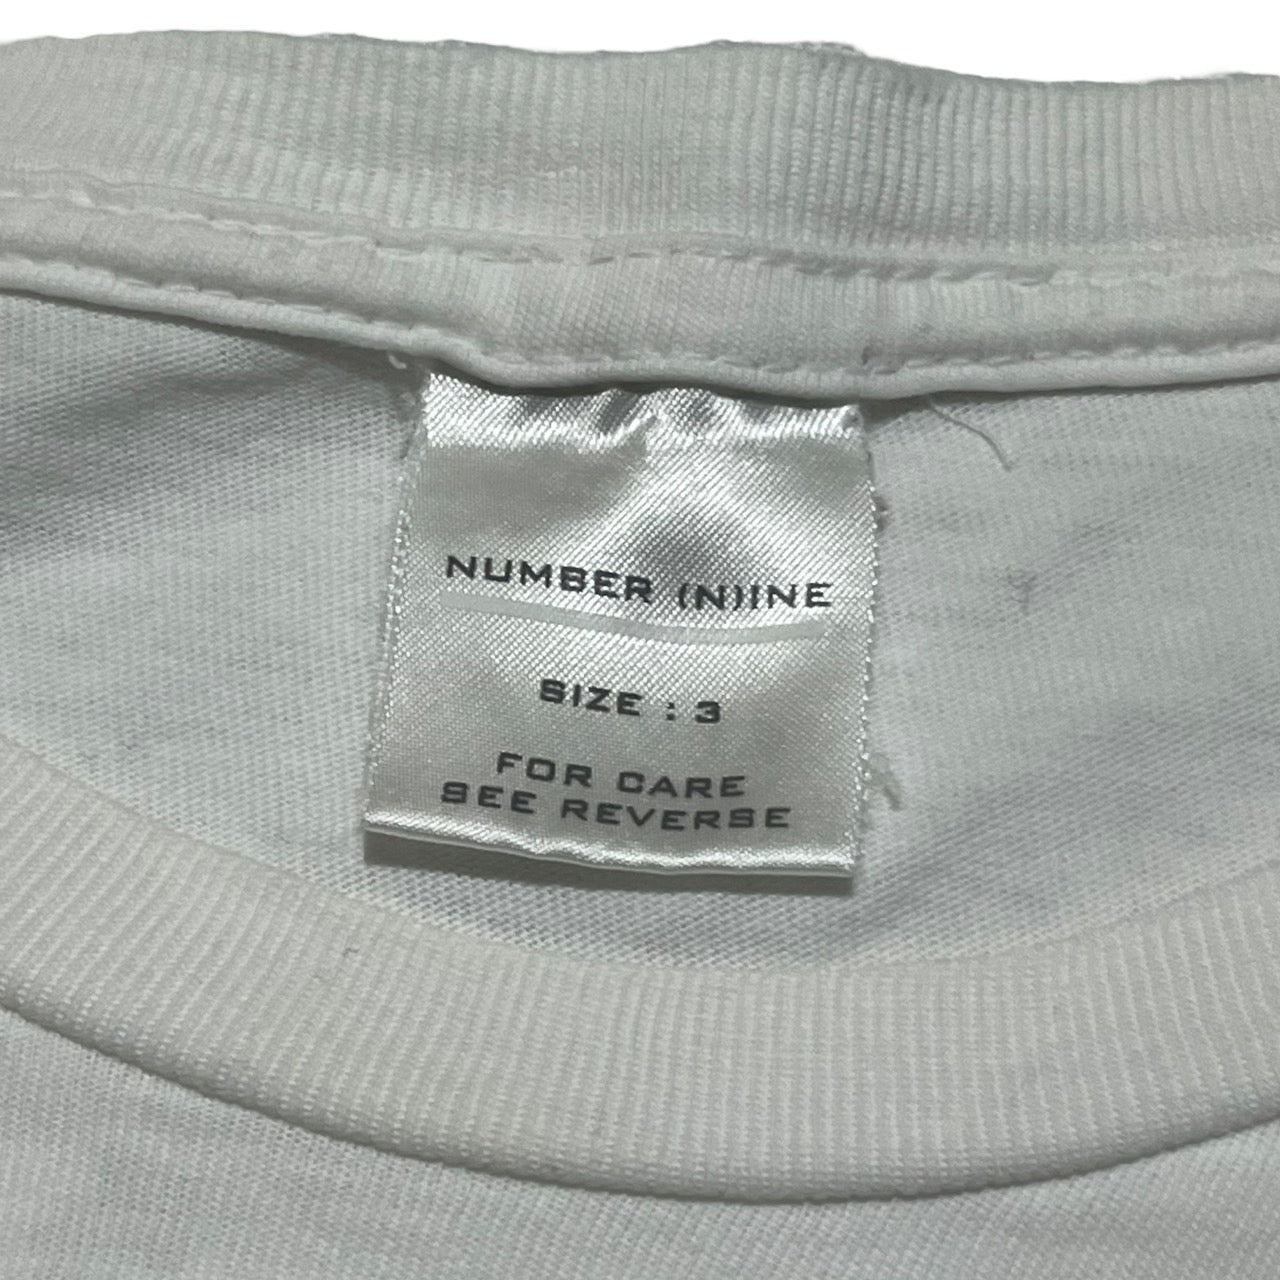 NUMBER (N)INE
SIZE : 3
FOR CARE
SEE REVERSE